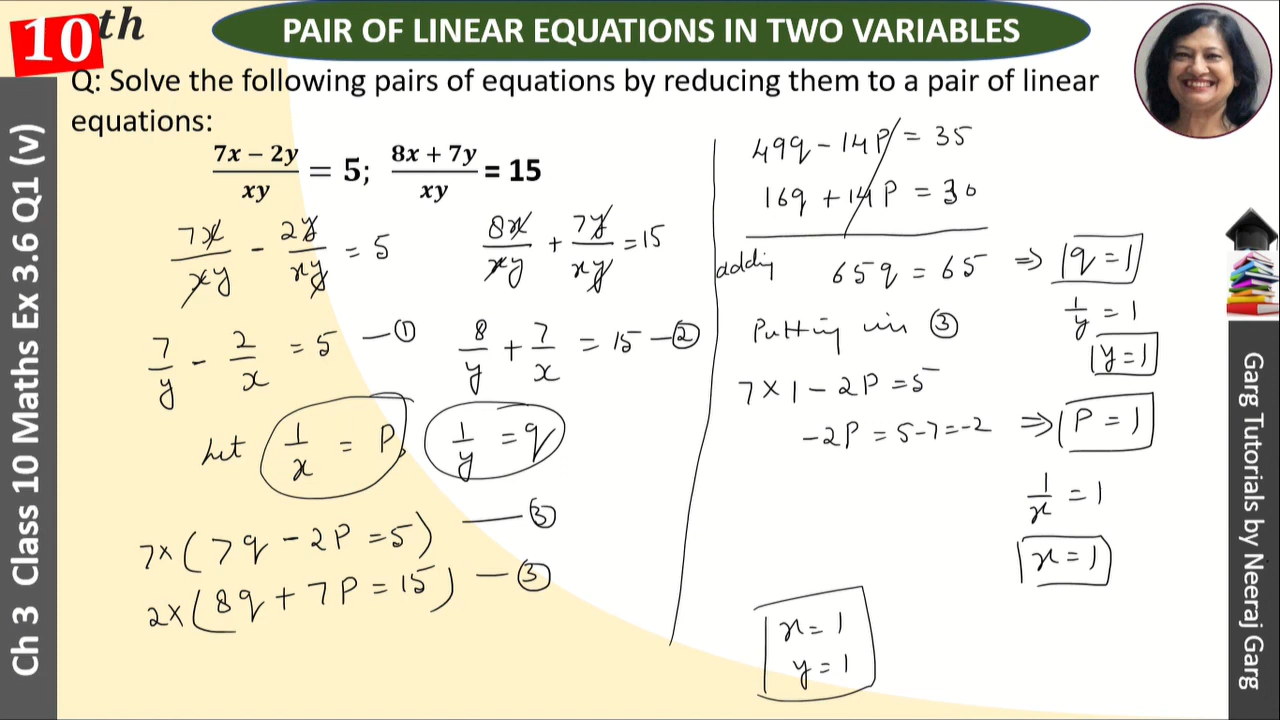 10th
PAIR OF LINEAR EQUATIONS IN TWO VARIABLES
Q: Solve the following pairs of equations by reducing them to a pair of linear
equations:
(7x − 2y)/xy = 5; (8x + 7y)/xy = 15
7x/xy − 2y/xy = 5
8x/xy + 7y/xy = 15
7/y − 2/x = 5 — ①
8/y + 7/x = 15 — ②
Let 1/x = P, 1/y = q
7×(7q − 2P = 5) — ③
2×(8q + 7P = 15) — ③
49q − 14P = 35
16q + 14P = 30
adding 65q = 65 ⇒ q = 1
1/y = 1
y = 1
Putting in ③
7 × 1 − 2P = 5
−2P = 5−7 = −2 ⇒ P = 1
1/x = 1
x = 1
x = 1
y = 1
Ch 3 Class 10 Maths Ex 3.6 Q1 (v)
Garg Tutorials by Neeraj Garg